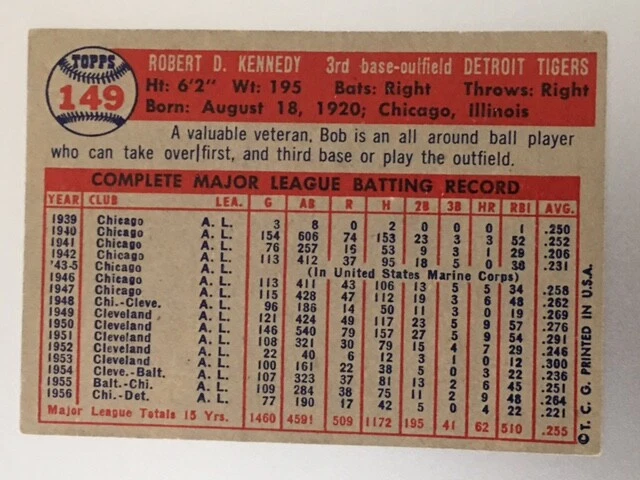 TOPPS
149
ROBERT D. KENNEDY 3rd base-outfield DETROIT TIGERS
Ht: 6'2" Wt: 195 Bats: Right Throws: Right
Born: August 18, 1920; Chicago, Illinois
A valuable veteran, Bob is an all around ball player
who can take over first, and third base or play the outfield.
COMPLETE MAJOR LEAGUE BATTING RECORD
YEAR CLUB LEA. G AB R H 2B 3B HR RBI AVG.
1939 Chicago A. L. 3 8 0 2 0 0 0 1 .250
1940 Chicago A. L. 154 606 74 153 23 3 3 52 .252
1941 Chicago A. L. 76 257 16 53 9 3 1 29 .206
1942 Chicago A. L. 113 412 37 95 18 5 0 38 .231
'43-5 (In United States Marine Corps)
1946 Chicago A. L. 113 411 43 106 13 5 5 34 .258
1947 Chicago A. L. 115 428 47 112 19 3 6 48 .262
1948 Chi.-Cleve. A. L. 96 186 14 50 11 3 0 19 .269
1949 Cleveland A. L. 121 424 49 117 23 5 9 57 .276
1950 Cleveland A. L. 146 540 79 157 27 5 9 54 .291
1951 Cleveland A. L. 108 321 30 79 15 4 7 29 .246
1952 Cleveland A. L. 22 40 6 12 3 1 0 12 .300
1953 Cleveland A. L. 100 161 22 38 5 0 3 22 .236
1954 Cleve.-Balt. A. L. 107 323 37 81 13 2 6 45 .251
1955 Balt.-Chi. A. L. 109 284 38 75 11 2 9 48 .264
1956 Chi.-Det. A. L. 77 190 17 42 5 0 4 22 .221
Major League Totals 15 Yrs. 1460 4591 509 1172 195 41 62 510 .255
© T. C. G. PRINTED IN U.S.A.